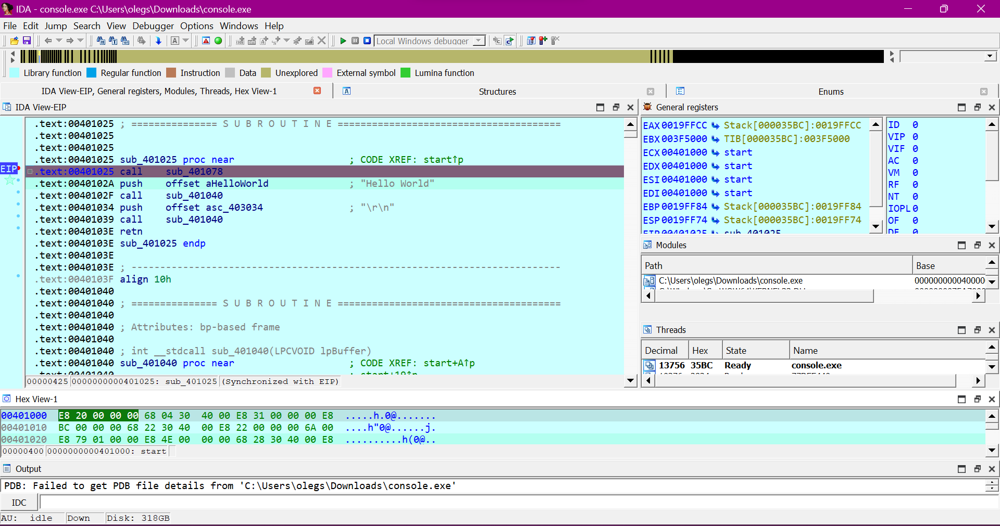 IDA - console.exe C:\Users\olegs\Downloads\console.exe
File Edit Jump Search View Debugger Options Windows Help
Local Windows debugger
Library function Regular function Instruction Data Unexplored External symbol Lumina function
IDA View-EIP, General registers, Modules, Threads, Hex View-1 Structures Enums
IDA View-EIP
.text:00401025 ; =============== S U B R O U T I N E =======================================
.text:00401025
.text:00401025
.text:00401025 sub_401025 proc near ; CODE XREF: start↑p
EIP .text:00401025 call sub_401078
.text:0040102A push offset aHelloWorld ; "Hello World"
.text:0040102F call sub_401040
.text:00401034 push offset asc_403034 ; "\r\n"
.text:00401039 call sub_401040
.text:0040103E retn
.text:0040103E sub_401025 endp
.text:0040103E
.text:0040103E ; ---------------------------------------------------------------------------
.text:0040103F align 10h
.text:00401040
.text:00401040 ; =============== S U B R O U T I N E =======================================
.text:00401040
.text:00401040 ; Attributes: bp-based frame
.text:00401040
.text:00401040 ; int __stdcall sub_401040(LPCVOID lpBuffer)
.text:00401040 sub_401040 proc near ; CODE XREF: start+A↑p
.text:00401040 ; start+19↑p
00000425 0000000000401025: sub_401025 (Synchronized with EIP)
General registers
EAX 0019FFCC Stack[000035BC]:0019FFCC
EBX 003F5000 TIB[000035BC]:003F5000
ECX 00401000 start
EDX 00401000 start
ESI 00401000 start
EDI 00401000 start
EBP 0019FF84 Stack[000035BC]:0019FF84
ESP 0019FF74 Stack[000035BC]:0019FF74
EIP 00401025 sub_401025
ID 0
VIP 0
VIF 0
AC 0
VM 0
RF 0
NT 0
IOPL 0
OF 0
DF 0
Modules
Path Base
C:\Users\olegs\Downloads\console.exe 000000000040000
Threads
Decimal Hex State Name
13756 35BC Ready console.exe
Hex View-1
00401000 E8 20 00 00 00 68 04 30 40 00 E8 31 00 00 00 E8 .....h.0@.......
00401010 BC 00 00 00 68 22 30 40 00 E8 22 00 00 00 6A 00 ....h"0@......j.
00401020 E8 79 01 00 00 E8 4E 00 00 00 68 28 30 40 00 E8 ..........h(0@..
00000400 0000000000401000: start
Output
PDB: Failed to get PDB file details from 'C:\Users\olegs\Downloads\console.exe'
IDC
AU: idle Down Disk: 318GB